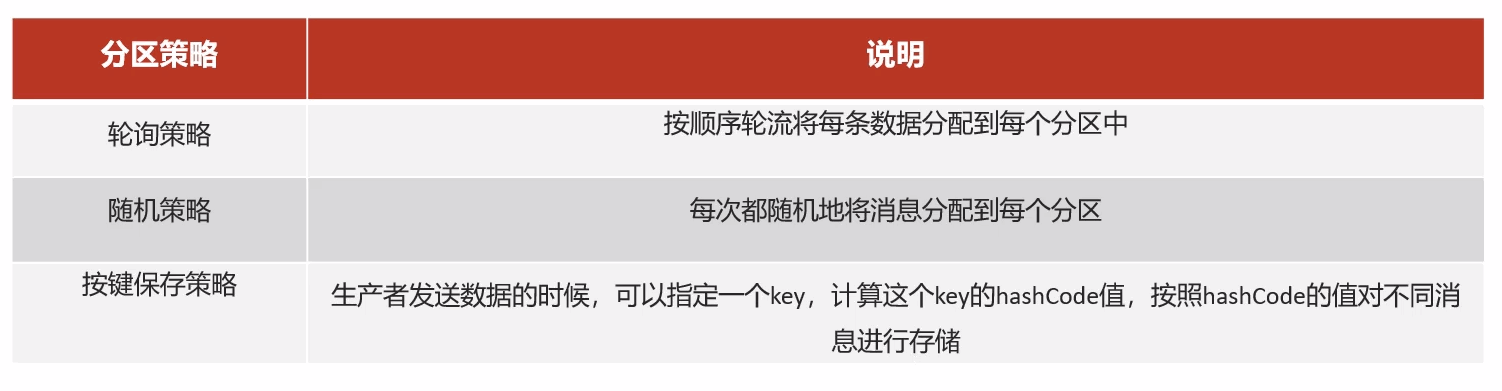 分区策略
说明
轮询策略
按顺序轮流将每条数据分配到每个分区中
随机策略
每次都随机地将消息分配到每个分区
按键保存策略
生产者发送数据的时候，可以指定一个key，计算这个key的hashCode值，按照hashCode的值对不同消
息进行存储